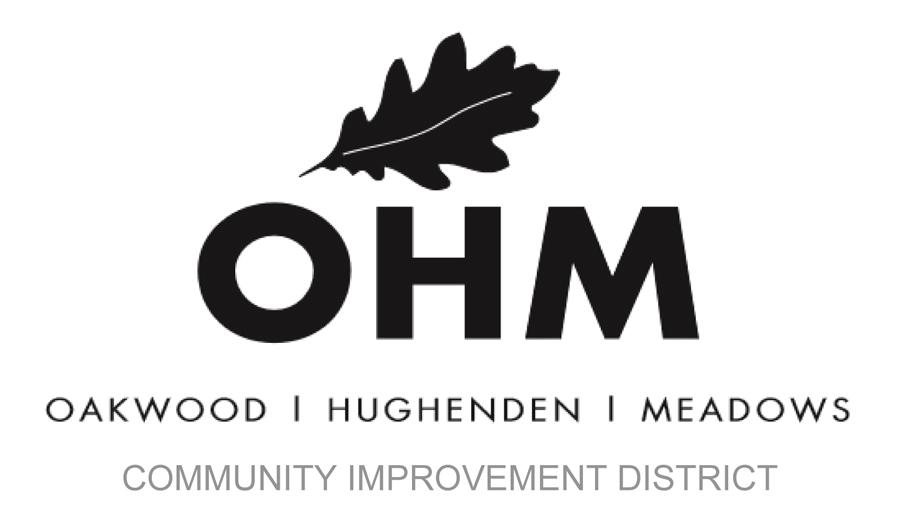 OHM
OAKWOOD | HUGHENDEN | MEADOWS
COMMUNITY IMPROVEMENT DISTRICT